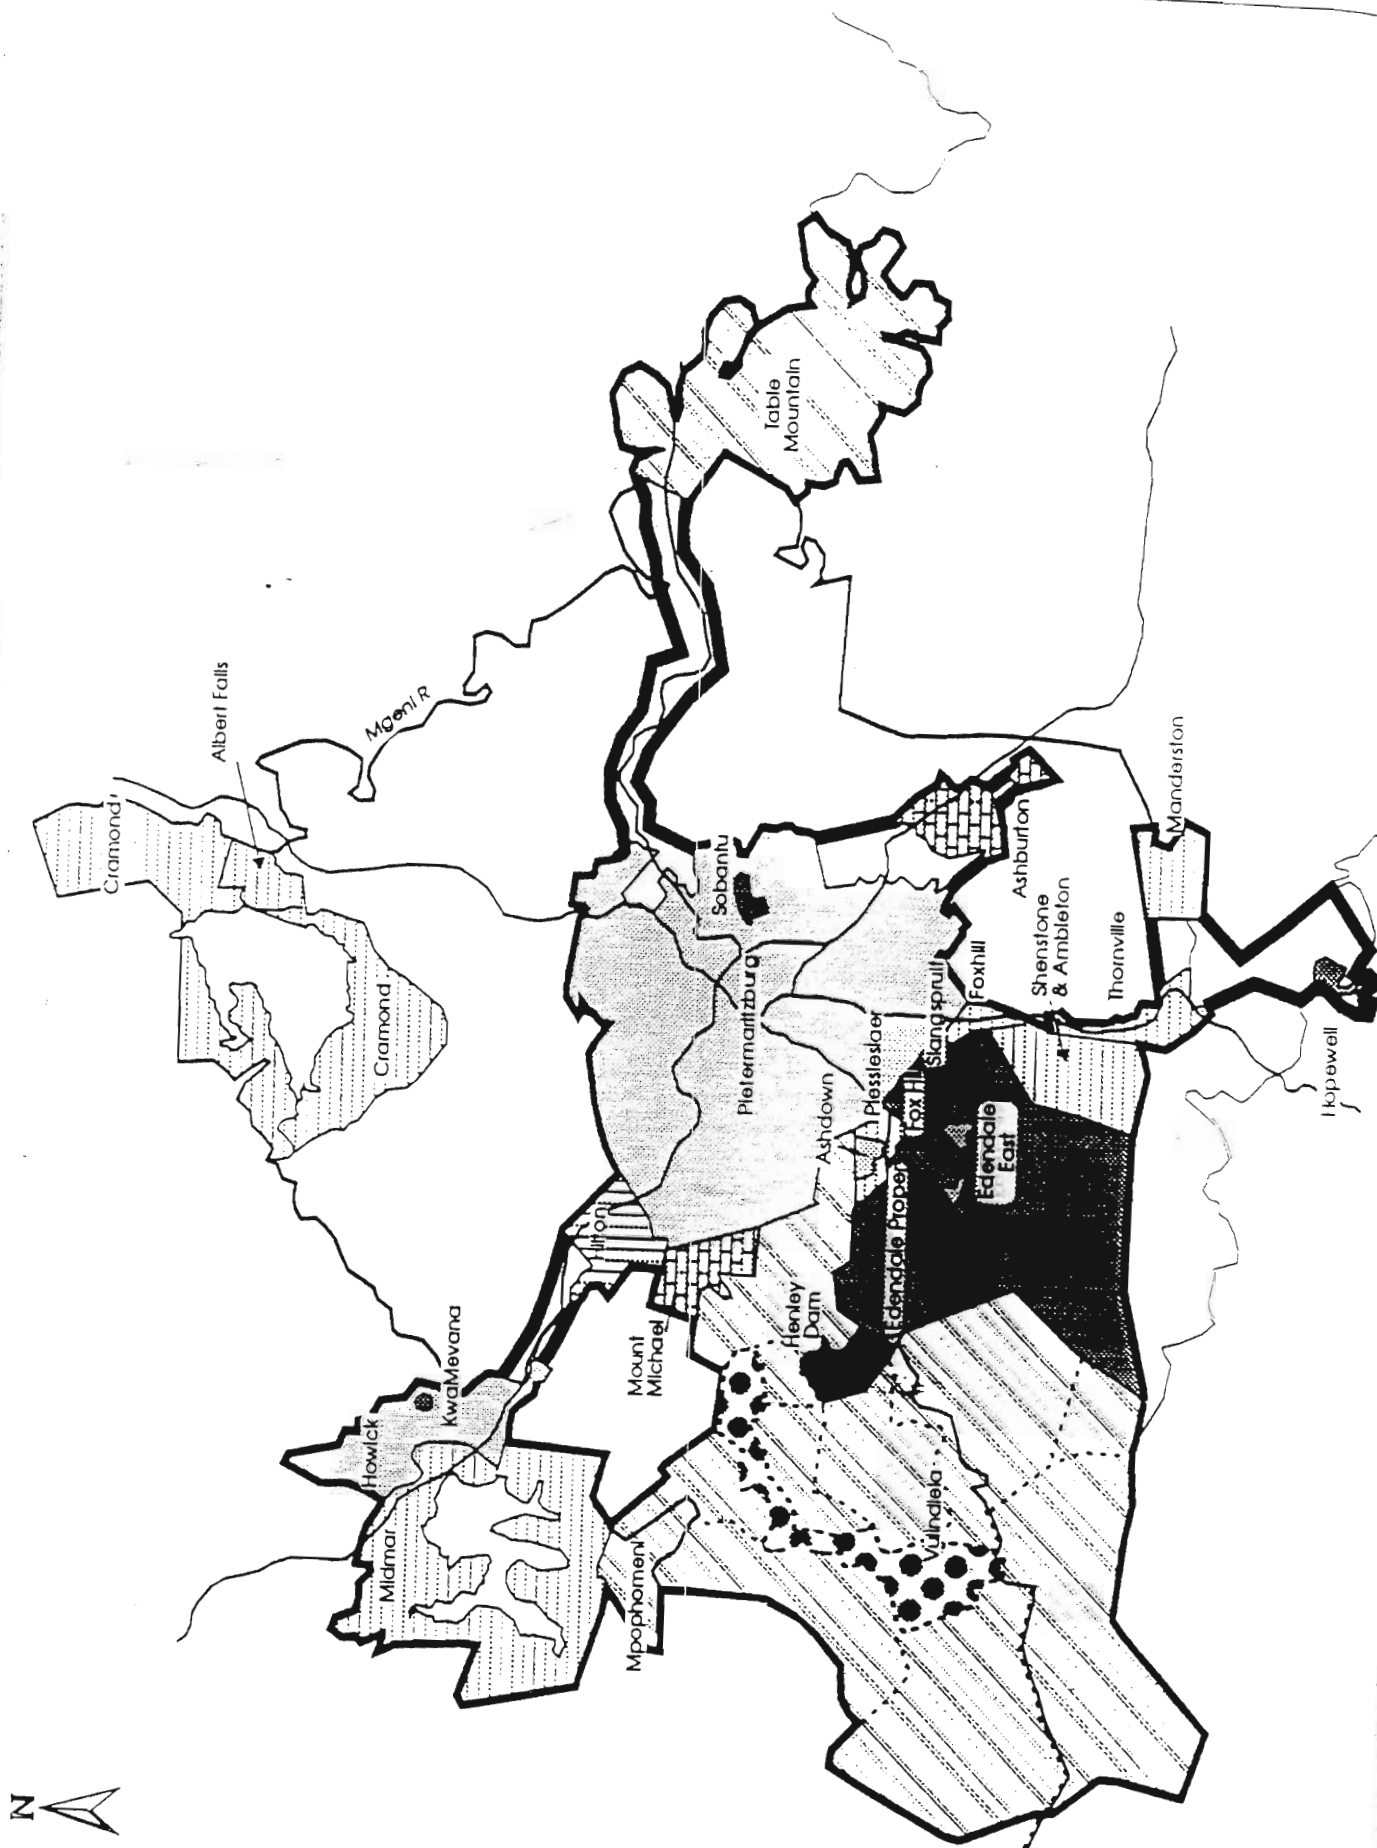 N
Cramond
Albert Falls
Mgeni R
Cramond
Table
Mountain
Howick
KwaMevana
Midmar
Mpophomeni
Mount
Michael
Pietermaritzburg
Sobantu
Ashdown
Plessislaer
Slangspruit
Fox Hill
Foxhill
Ashburton
Shenstone
& Ambleton
Thornville
Manderston
Hopewell
Henley
Dam
Edendale Proper
Edendale
East
Vulindlela